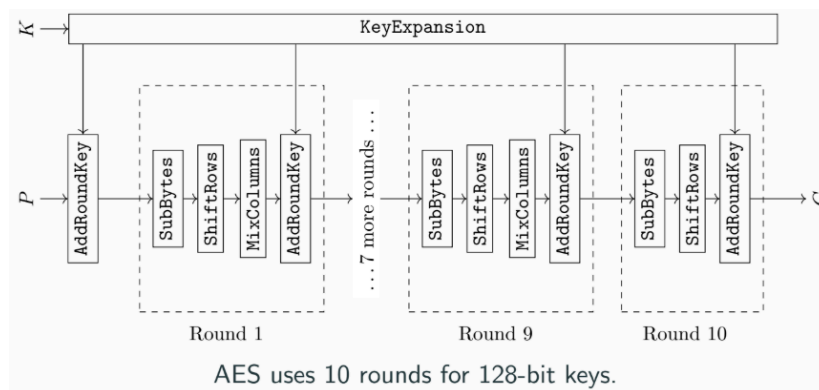 K
KeyExpansion
P
AddRoundKey
SubBytes
ShiftRows
MixColumns
AddRoundKey
...7 more rounds ...
SubBytes
ShiftRows
MixColumns
AddRoundKey
SubBytes
ShiftRows
AddRoundKey
C
Round 1
Round 9
Round 10
AES uses 10 rounds for 128-bit keys.